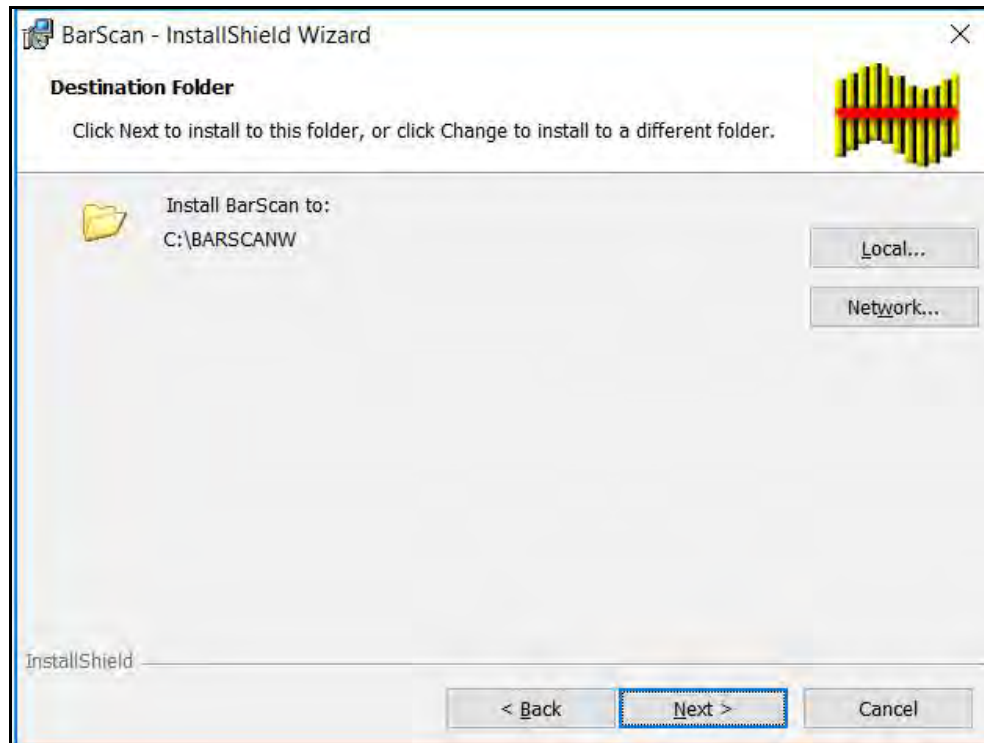 BarScan - InstallShield Wizard
Destination Folder
Click Next to install to this folder, or click Change to install to a different folder.
Install BarScan to:
C:\BARSCANW
Local...
Network...
InstallShield
< Back
Next >
Cancel